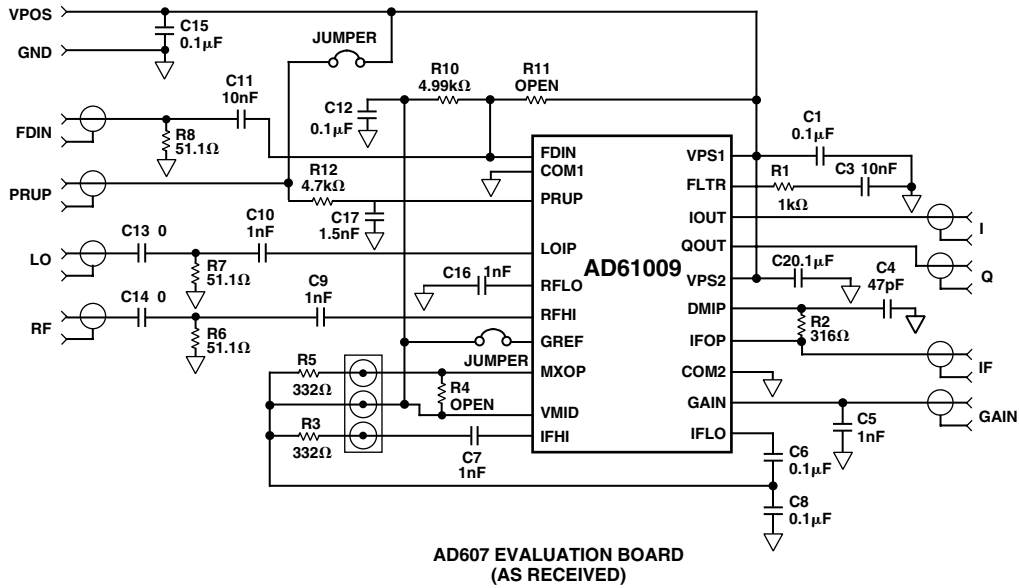 VPOS
GND
C15
0.1μF
JUMPER
R10
4.99kΩ
R11
OPEN
C11
10nF
C12
0.1μF
FDIN
R8
51.1Ω
R12
4.7kΩ
PRUP
C17
1.5nF
C13 0
C10
1nF
LO
R7
51.1Ω
C16
1nF
C14 0
C9
1nF
RF
R6
51.1Ω
JUMPER
R5
332Ω
R4
OPEN
R3
332Ω
C7
1nF
FDIN
COM1
PRUP
LOIP
RFLO
RFHI
GREF
MXOP
VMID
IFHI
AD61009
VPS1
FLTR
IOUT
QOUT
VPS2
DMIP
IFOP
COM2
GAIN
IFLO
C1
0.1μF
R1
1kΩ
C3 10nF
I
Q
C20.1μF
C4
47pF
R2
316Ω
IF
GAIN
C5
1nF
C6
0.1μF
C8
0.1μF
AD607 EVALUATION BOARD
(AS RECEIVED)